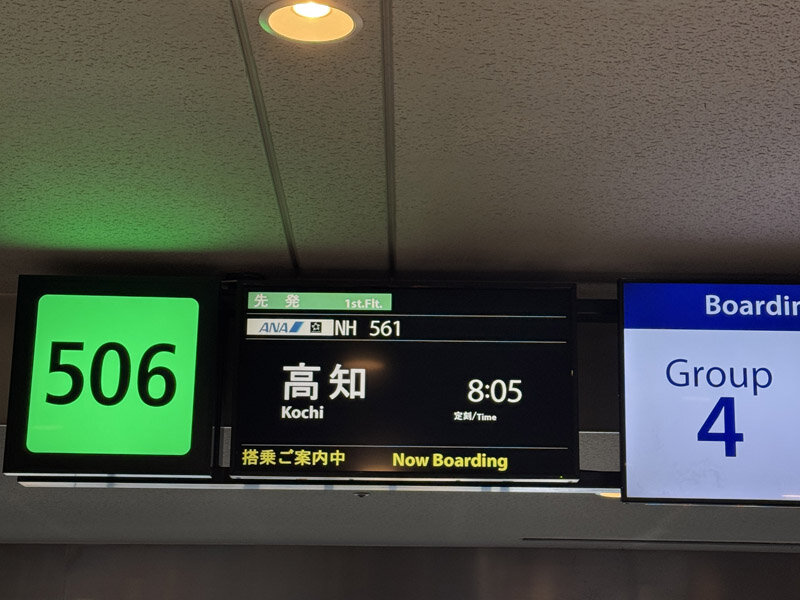 506
先発 1st.Flt.
ANA NH 561
高知 8:05
Kochi 定刻/Time
搭乗ご案内中 Now Boarding
Group
4